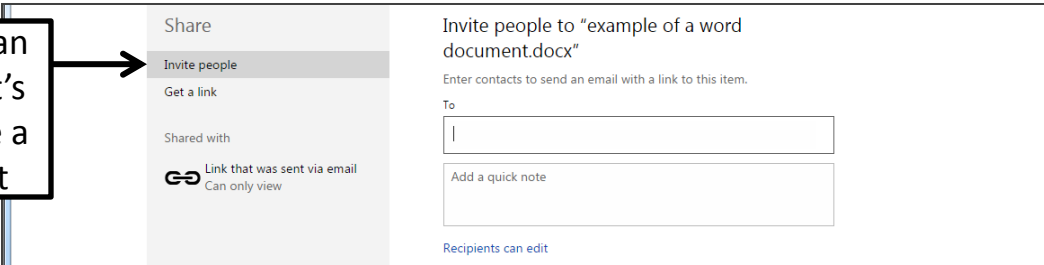 an
t's
e a
t
Share
Invite people
Get a link
Shared with
Link that was sent via email
Can only view
Invite people to “example of a word
document.docx”
Enter contacts to send an email with a link to this item.
To
Add a quick note
Recipients can edit